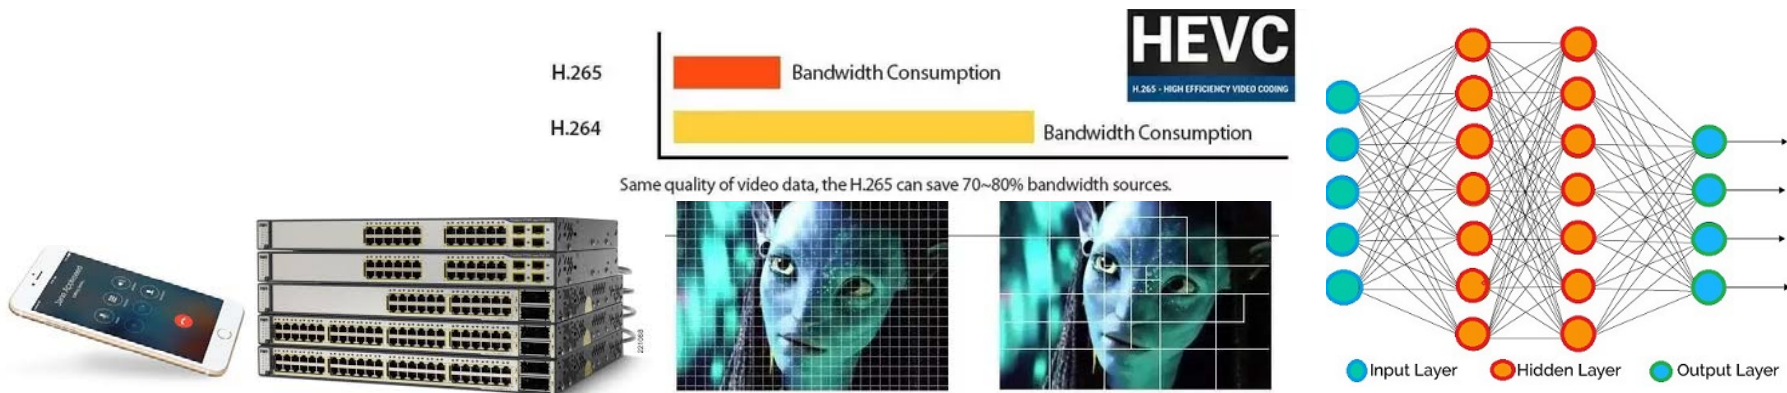 H.265
Bandwidth Consumption
H.264
Bandwidth Consumption
Same quality of video data, the H.265 can save 70~80% bandwidth sources.
HEVC
H.265 - HIGH EFFICIENCY VIDEO CODING
221068
Input Layer
Hidden Layer
Output Layer